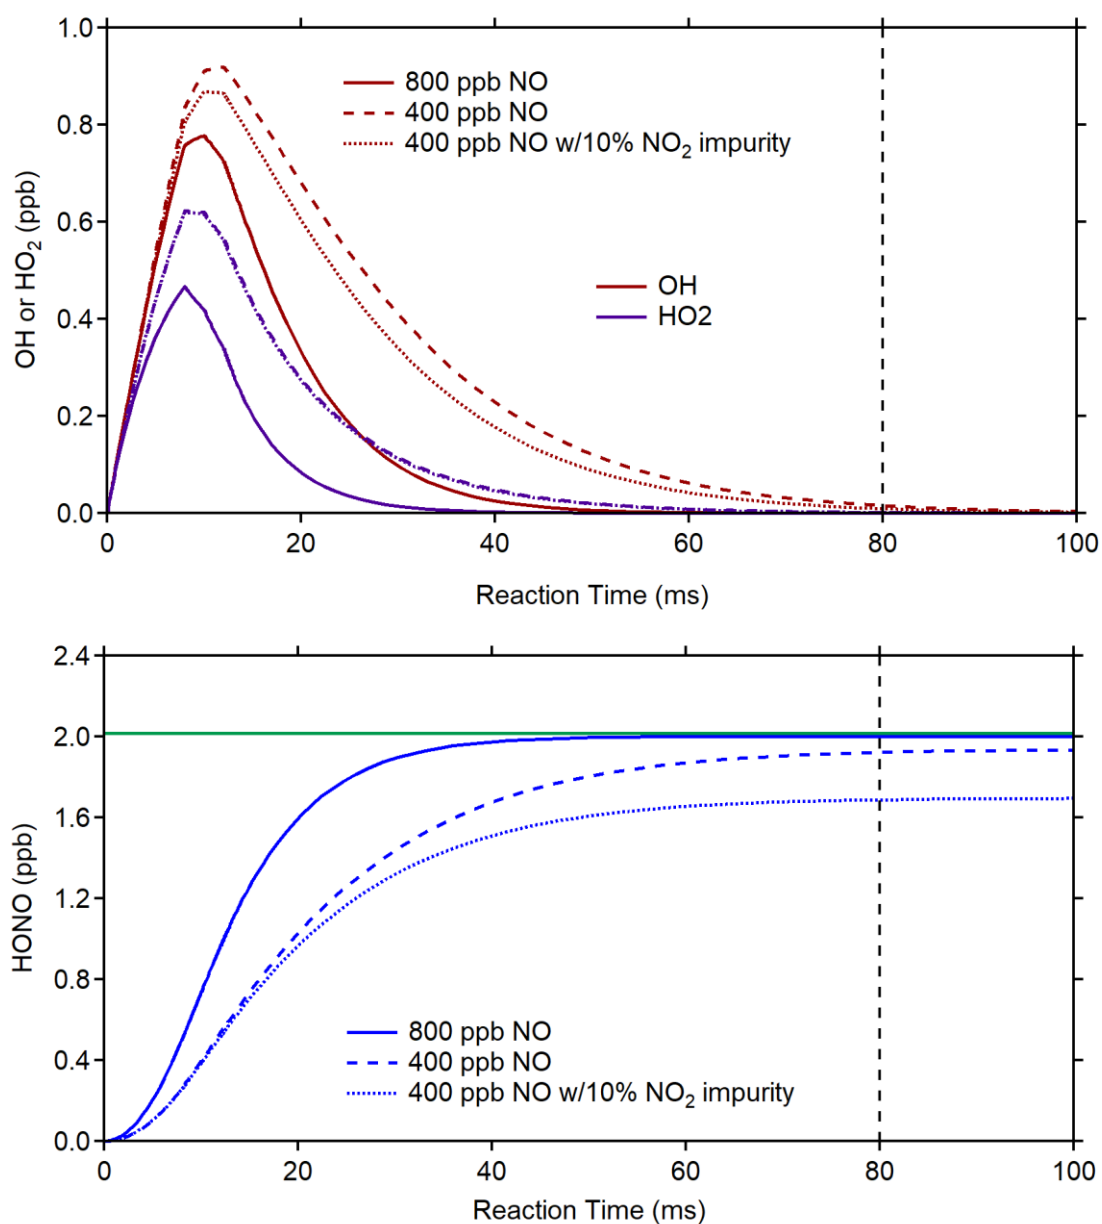 1.0
0.8
0.6
0.4
0.2
0.0
OH or HO₂ (ppb)
800 ppb NO
400 ppb NO
400 ppb NO w/10% NO₂ impurity
OH
HO2
0 20 40 60 80 100
Reaction Time (ms)
2.4
2.0
1.6
1.2
0.8
0.4
0.0
HONO (ppb)
800 ppb NO
400 ppb NO
400 ppb NO w/10% NO₂ impurity
0 20 40 60 80 100
Reaction Time (ms)